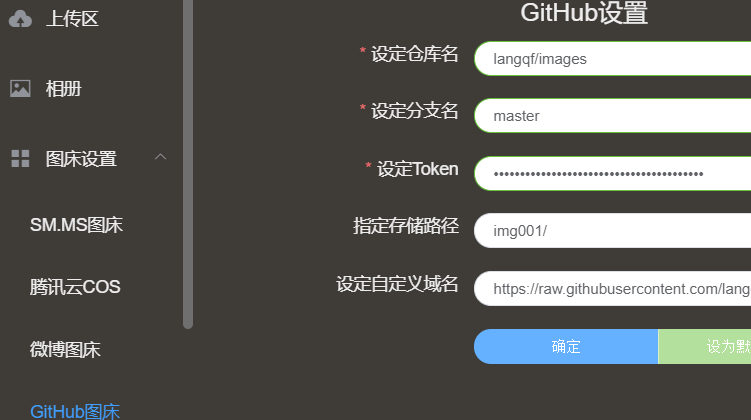 上传区
相册
图床设置
SM.MS图床
腾讯云COS
微博图床
GitHub图床
GitHub设置
* 设定仓库名
langqf/images
* 设定分支名
master
* 设定Token
••••••••••••••••••••••••••••••••••••••••
指定存储路径
img001/
设定自定义域名
https://raw.githubusercontent.com/lang
确定
设为默